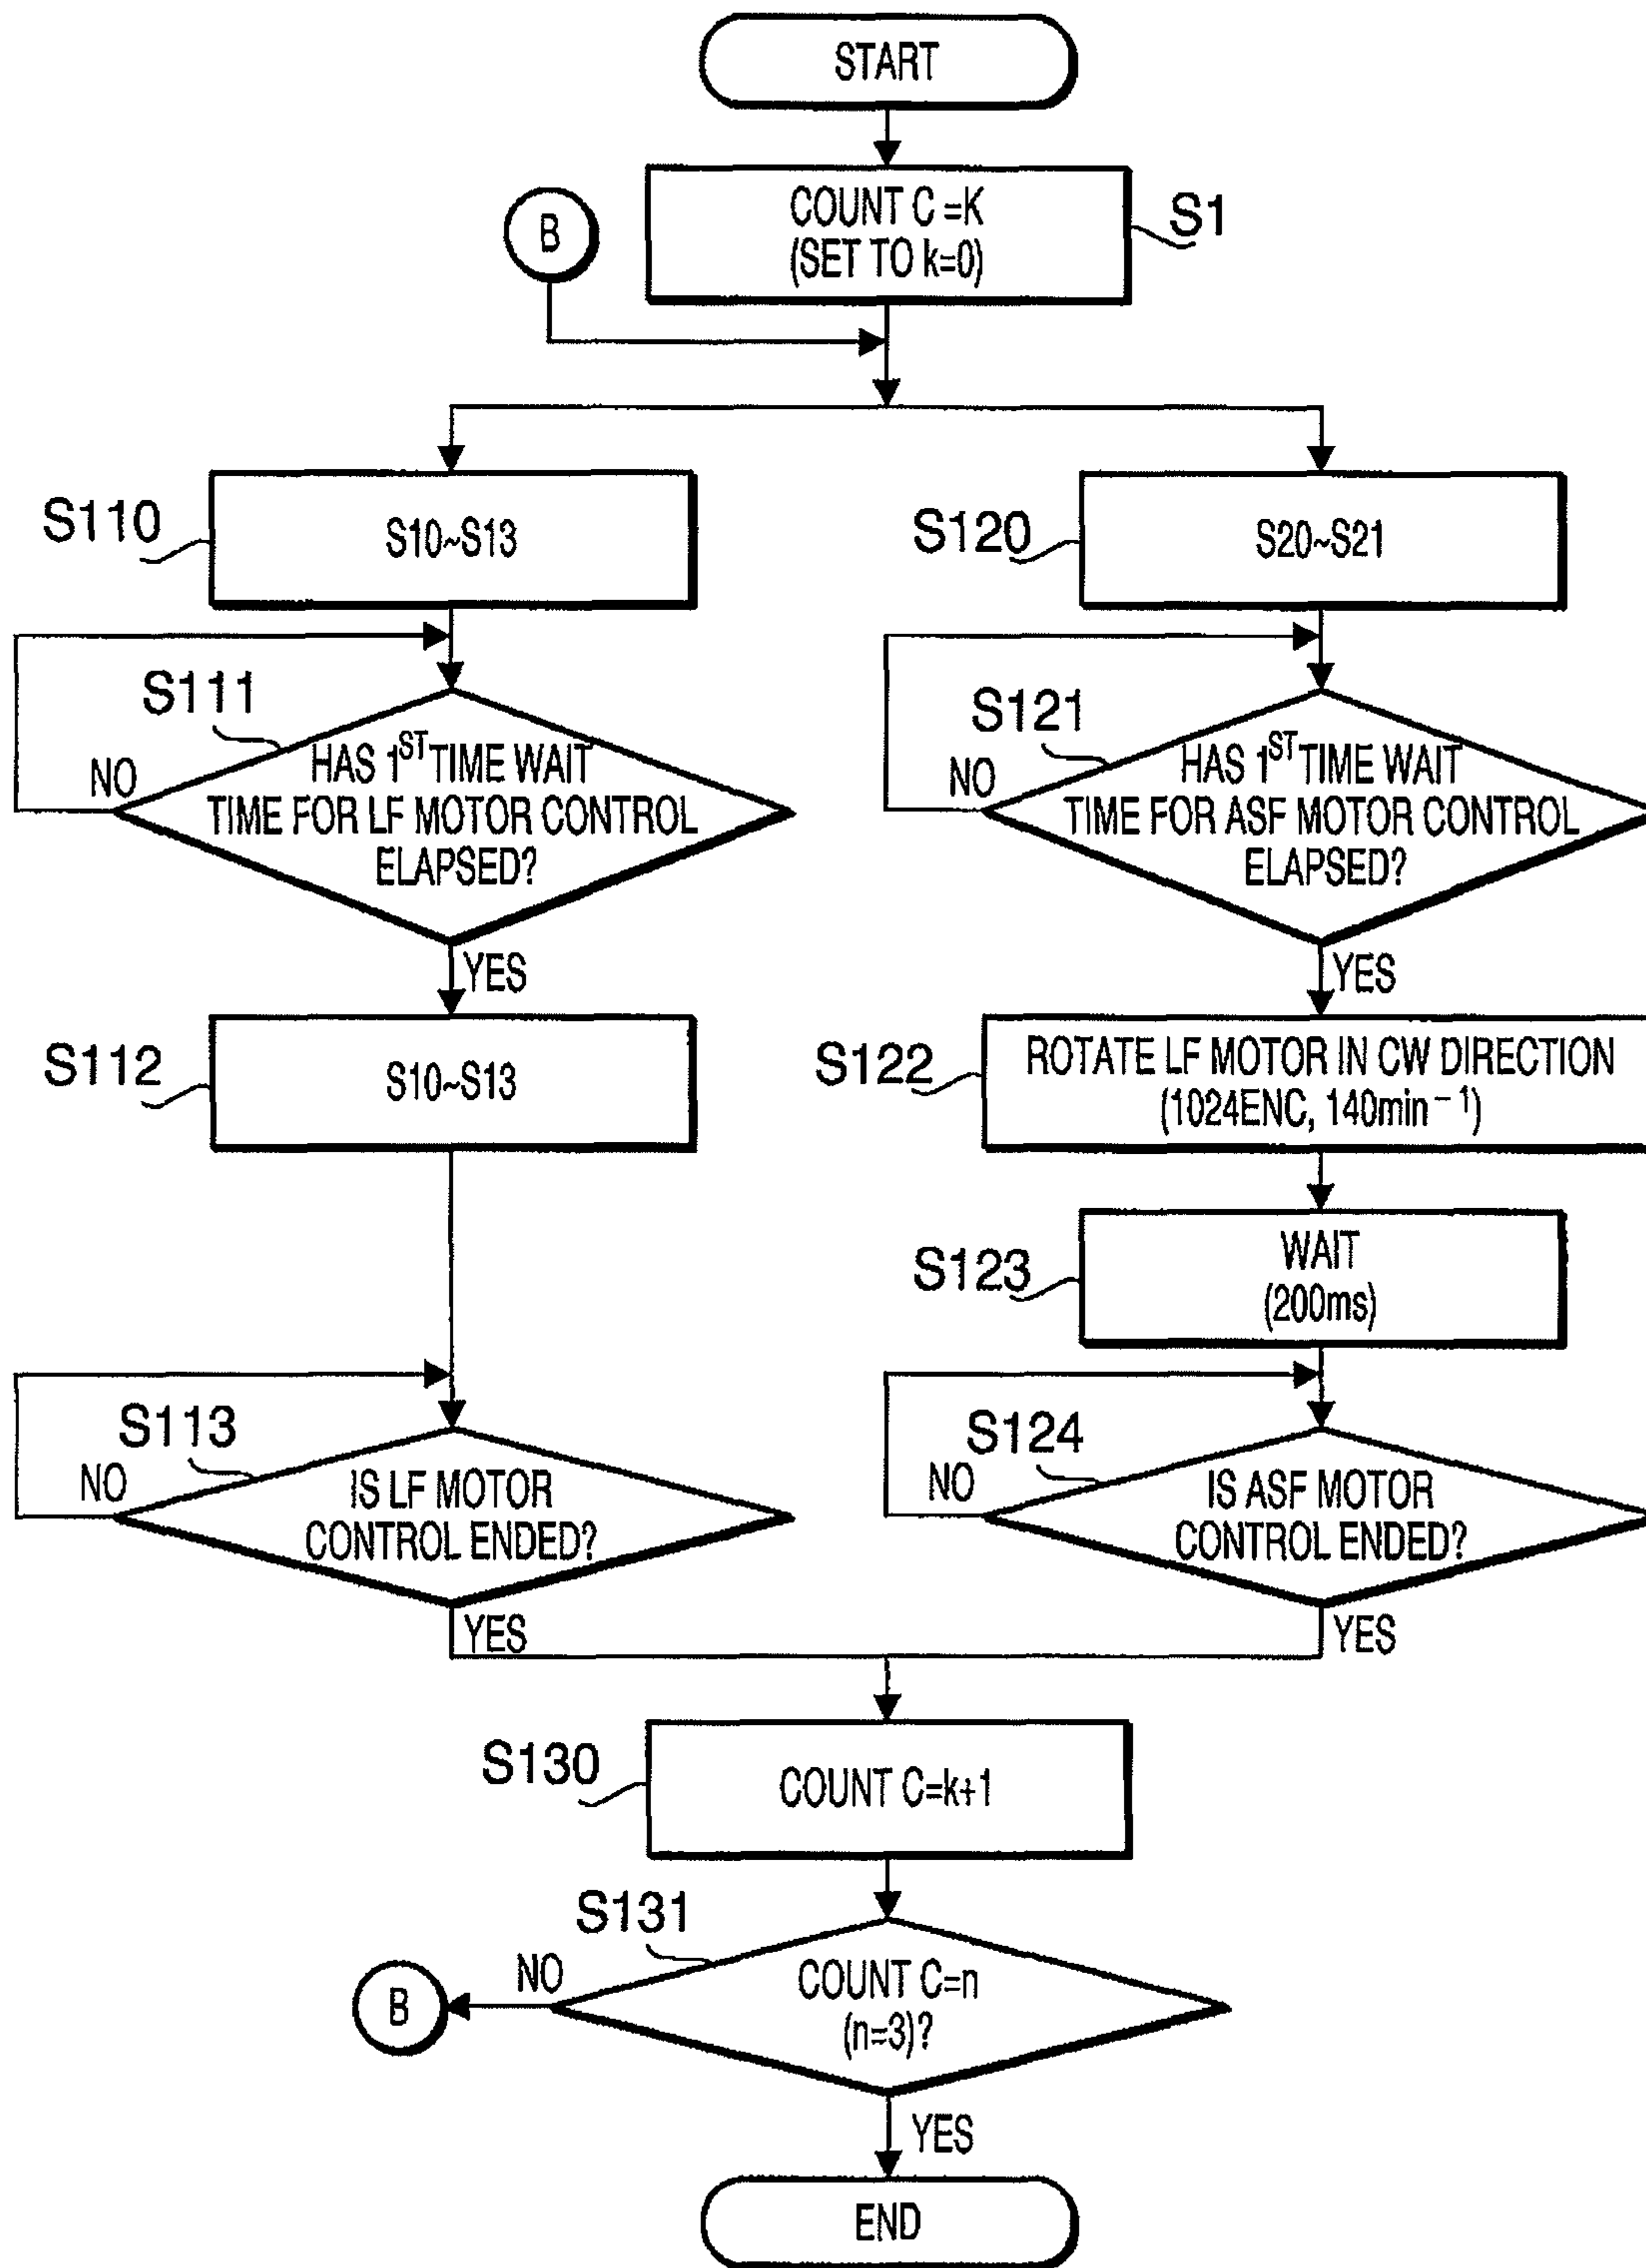 START
COUNT C =K
(SET TO k=0)
S1
B
S110
S10~S13
S120
S20~S21
S111
HAS 1ST TIME WAIT
TIME FOR LF MOTOR CONTROL
ELAPSED?
NO
YES
S121
HAS 1ST TIME WAIT
TIME FOR ASF MOTOR CONTROL
ELAPSED?
NO
YES
S112
S10~S13
S122
ROTATE LF MOTOR IN CW DIRECTION
(1024ENC, 140min⁻¹)
S123
WAIT
(200ms)
S113
IS LF MOTOR
CONTROL ENDED?
NO
YES
S124
IS ASF MOTOR
CONTROL ENDED?
NO
YES
S130
COUNT C=k+1
S131
COUNT C=n
(n=3)?
NO
B
YES
END